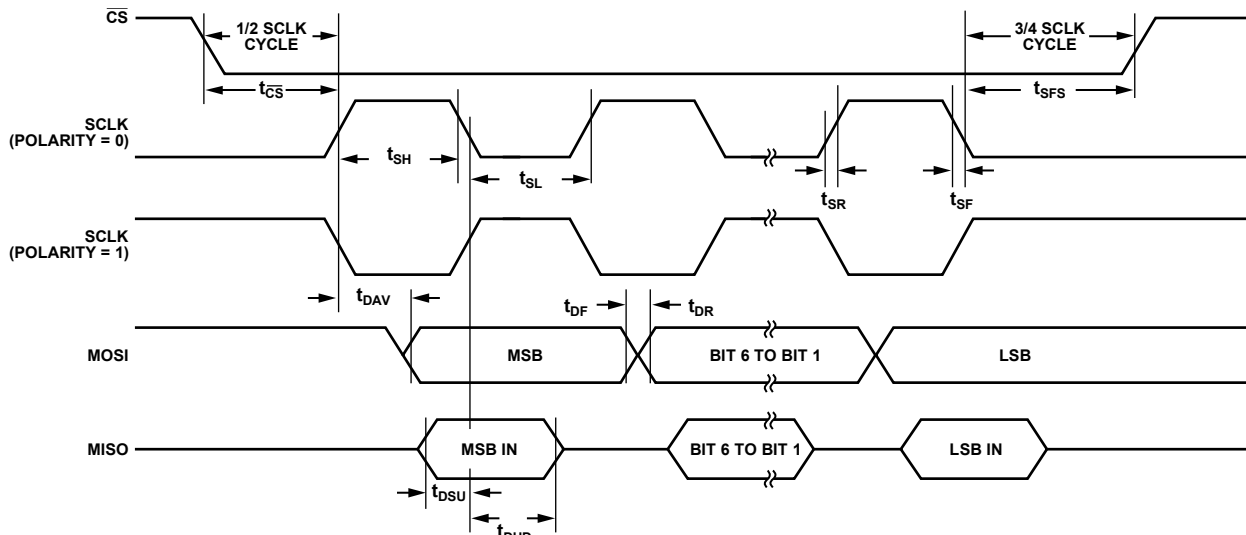 CS
1/2 SCLK
CYCLE
3/4 SCLK
CYCLE
tCS
tSFS
SCLK
(POLARITY = 0)
tSH
tSL
tSR
tSF
SCLK
(POLARITY = 1)
tDAV
tDF
tDR
MOSI
MSB
BIT 6 TO BIT 1
LSB
MISO
MSB IN
BIT 6 TO BIT 1
LSB IN
tDSU